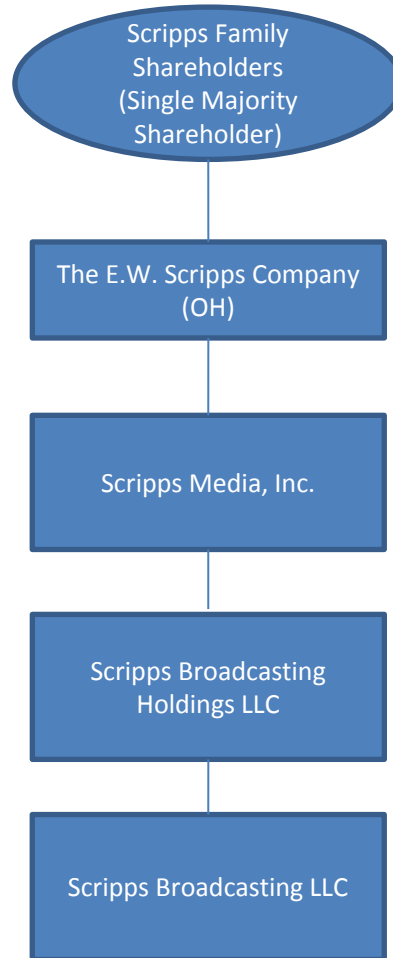 Scripps Family
Shareholders
(Single Majority
Shareholder)
The E.W. Scripps Company
(OH)
Scripps Media, Inc.
Scripps Broadcasting
Holdings LLC
Scripps Broadcasting LLC